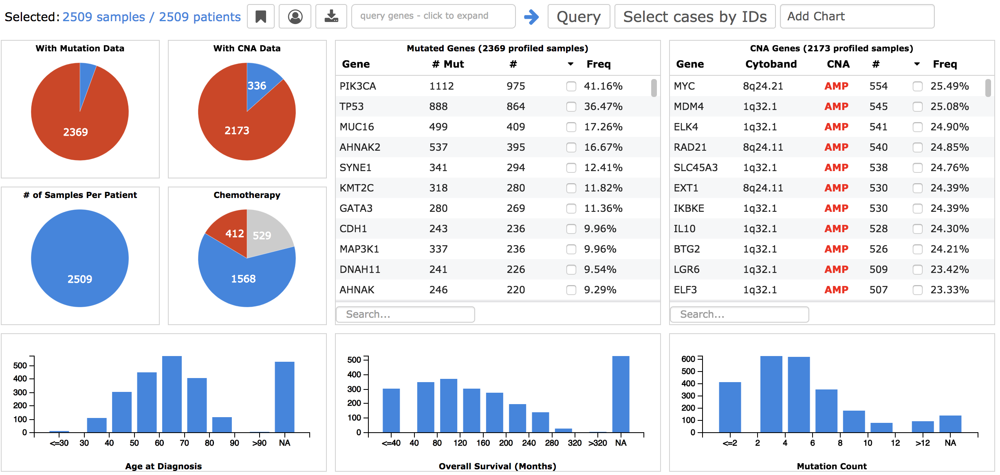 Selected: 2509 samples / 2509 patients
query genes - click to expand
Query
Select cases by IDs
Add Chart
With Mutation Data
2369
With CNA Data
336
2173
# of Samples Per Patient
2509
Chemotherapy
412
529
1568
Mutated Genes (2369 profiled samples)
Gene # Mut # Freq
PIK3CA 1112 975 41.16%
TP53 888 864 36.47%
MUC16 499 409 17.26%
AHNAK2 537 395 16.67%
SYNE1 341 294 12.41%
KMT2C 318 280 11.82%
GATA3 280 269 11.36%
CDH1 243 236 9.96%
MAP3K1 337 236 9.96%
DNAH11 241 226 9.54%
AHNAK 246 220 9.29%
Search...
CNA Genes (2173 profiled samples)
Gene Cytoband CNA # Freq
MYC 8q24.21 AMP 554 25.49%
MDM4 1q32.1 AMP 545 25.08%
ELK4 1q32.1 AMP 541 24.90%
RAD21 8q24.11 AMP 540 24.85%
SLC45A3 1q32.1 AMP 538 24.76%
EXT1 8q24.11 AMP 530 24.39%
IKBKE 1q32.1 AMP 530 24.39%
IL10 1q32.1 AMP 528 24.30%
BTG2 1q32.1 AMP 526 24.21%
LGR6 1q32.1 AMP 509 23.42%
ELF3 1q32.1 AMP 507 23.33%
Search...
500
400
300
200
100
0
<=30 30 40 50 60 70 80 90 >90 NA
Age at Diagnosis
500
400
300
200
100
0
<=40 40 80 120 160 200 240 280 320 >320 NA
Overall Survival (Months)
600
500
400
300
200
100
0
<=2 2 4 6 8 10 12 >12 NA
Mutation Count